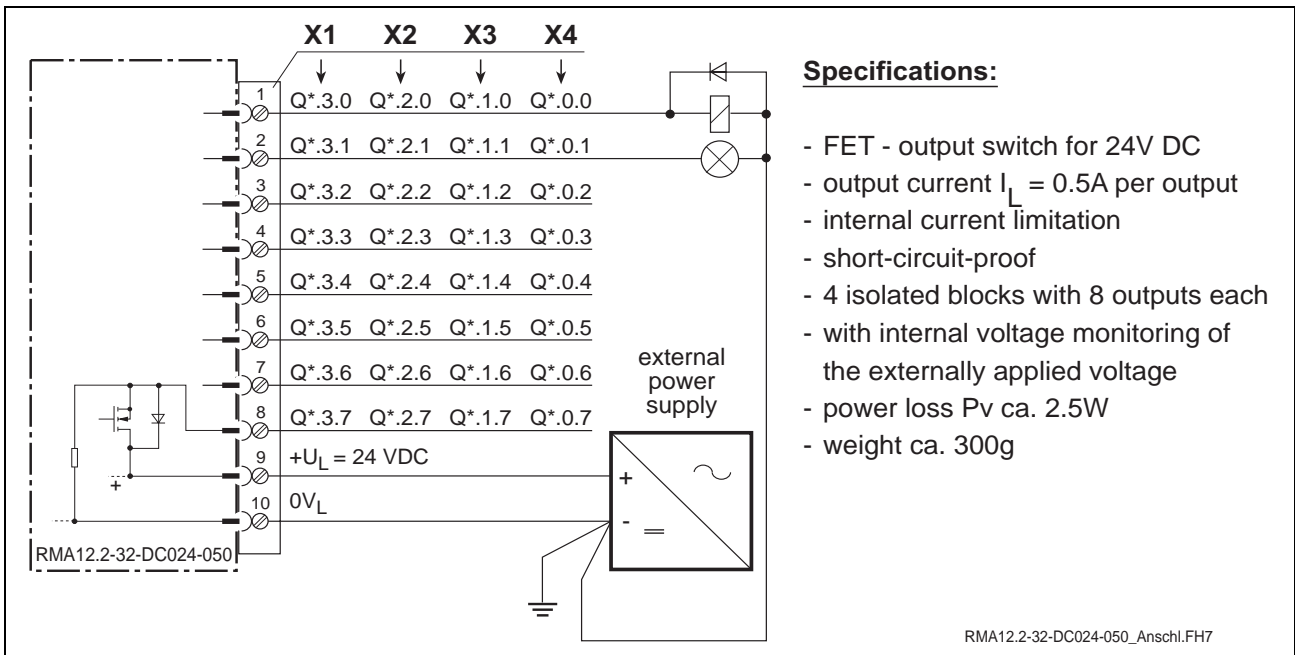 X1 X2 X3 X4
1 Q*.3.0 Q*.2.0 Q*.1.0 Q*.0.0
2 Q*.3.1 Q*.2.1 Q*.1.1 Q*.0.1
3 Q*.3.2 Q*.2.2 Q*.1.2 Q*.0.2
4 Q*.3.3 Q*.2.3 Q*.1.3 Q*.0.3
5 Q*.3.4 Q*.2.4 Q*.1.4 Q*.0.4
6 Q*.3.5 Q*.2.5 Q*.1.5 Q*.0.5
7 Q*.3.6 Q*.2.6 Q*.1.6 Q*.0.6
8 Q*.3.7 Q*.2.7 Q*.1.7 Q*.0.7
9 +UL = 24 VDC
10 0VL
+
RMA12.2-32-DC024-050
external
power
supply
+
-
Specifications:
- FET - output switch for 24V DC
- output current IL = 0.5A per output
- internal current limitation
- short-circuit-proof
- 4 isolated blocks with 8 outputs each
- with internal voltage monitoring of
the externally applied voltage
- power loss Pv ca. 2.5W
- weight ca. 300g
RMA12.2-32-DC024-050_Anschl.FH7